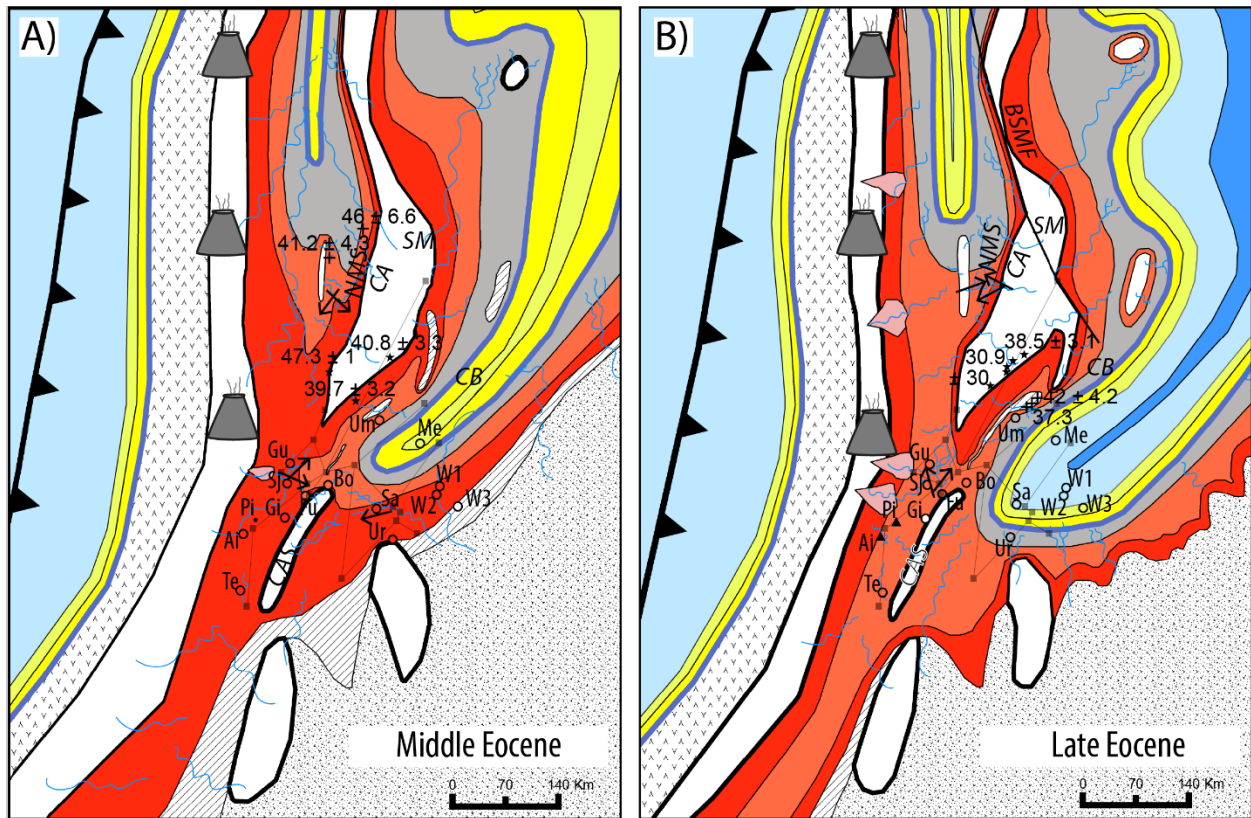 A)
46 ± 6.6
41.2 ± 4.3
SM
NMS
CA
40.8 ± 3.3
47.3 ± 1
39.7 ± 3.2
CB
Um
Me
Gu
Sj
Bo
W1
Fu
Sa
W2
W3
Gi
Pi
Ur
Ai
CAS
Te
Middle Eocene
0 70 140 Km
B)
BSMF
SM
NMS
CA
38.5 ± 3.1
30.9
± 30
CB
42 ± 4.2
37.3
Um
Me
Gu
Sj
Bo
W1
Fu
Sa
W2
W3
Gi
Pi
Ur
Ai
CAS
Te
Late Eocene
0 70 140 Km